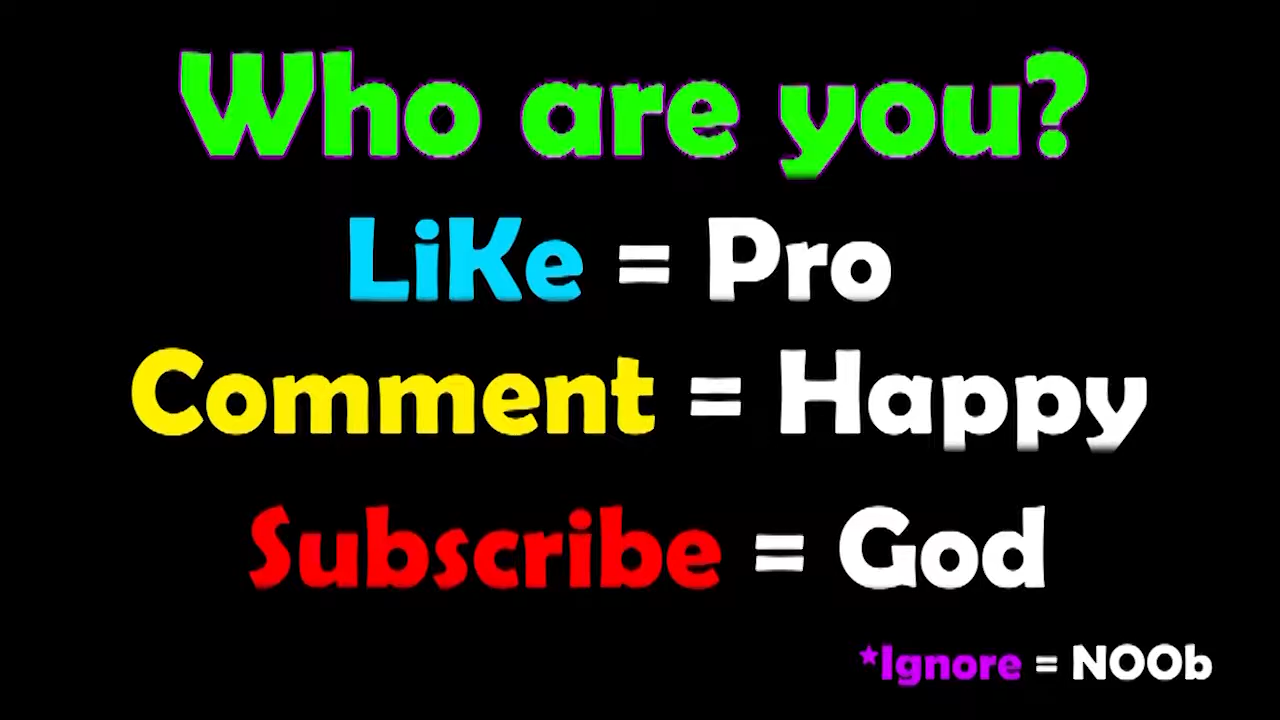 Who are you?
LiKe = Pro
Comment = Happy
Subscribe = God
*Ignore = NOOb